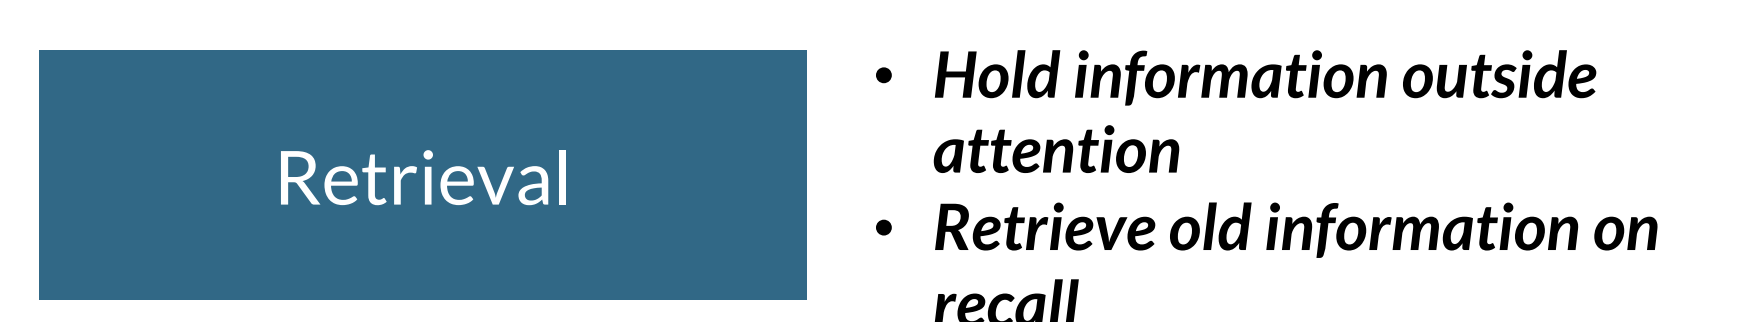 Retrieval
• Hold information outside
attention
• Retrieve old information on
recall